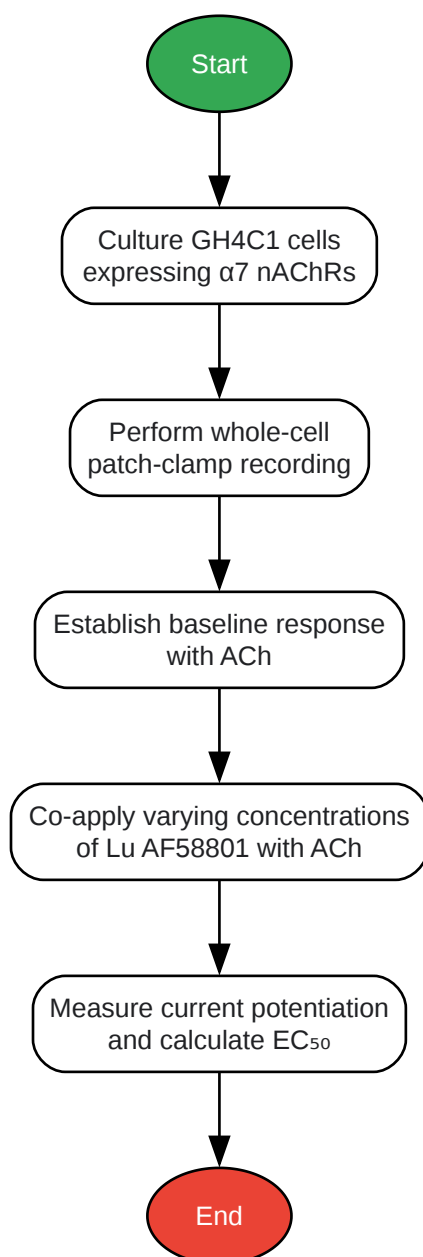 Start
Culture GH4C1 cells
expressing α7 nAChRs
Perform whole-cell
patch-clamp recording
Establish baseline response
with ACh
Co-apply varying concentrations
of Lu AF58801 with ACh
Measure current potentiation
and calculate EC₅₀
End